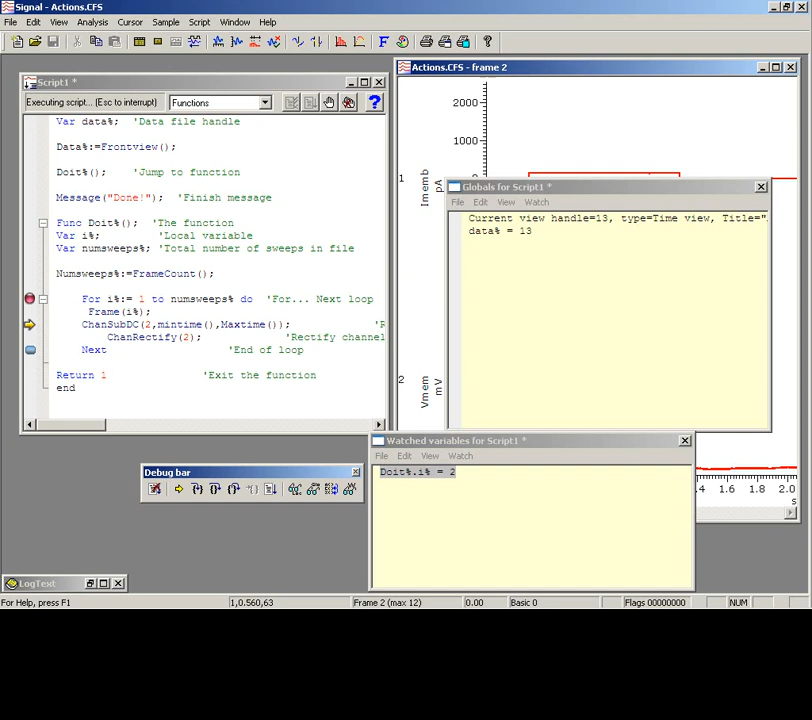 Signal - Actions.CFS
File Edit View Analysis Cursor Sample Script Window Help
Script1 *
Executing script... (Esc to interrupt) Functions
Var data%; 'Data file handle
Data%:=Frontview();
Doit%(); 'Jump to function
Message("Done!"); 'Finish message
Func Doit%(); 'The function
Var i%; 'Local variable
Var numsweeps%; 'Total number of sweeps in file
Numsweeps%:=FrameCount();
For i%:= 1 to numsweeps% do 'For... Next loop
Frame(i%);
ChanSubDC(2,mintime(),Maxtime());
ChanRectify(2); 'Rectify channel
Next 'End of loop
Return 1 'Exit the function
end
Actions.CFS - frame 2
2000
1000
1
Imemb
pA
2
Vmem
mV
1.6 1.8 2.0
s
Globals for Script1 *
File Edit View Watch
Current view handle=13, type=Time view, Title="
data% = 13
Watched variables for Script1 *
File Edit View Watch
Doit%.i% = 2
Debug bar
LogText
For Help, press F1 1,0.560,63 Frame 2 (max 12) 0.00 Basic 0 Flags 00000000 NUM